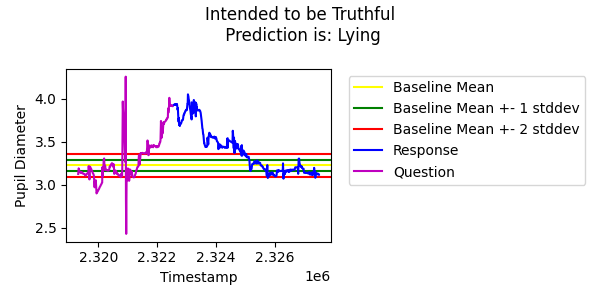 Intended to be Truthful
Prediction is: Lying
Pupil Diameter
4.0
3.5
3.0
2.5
2.320
2.322
2.324
2.326
1e6
Timestamp
Baseline Mean
Baseline Mean +- 1 stddev
Baseline Mean +- 2 stddev
Response
Question